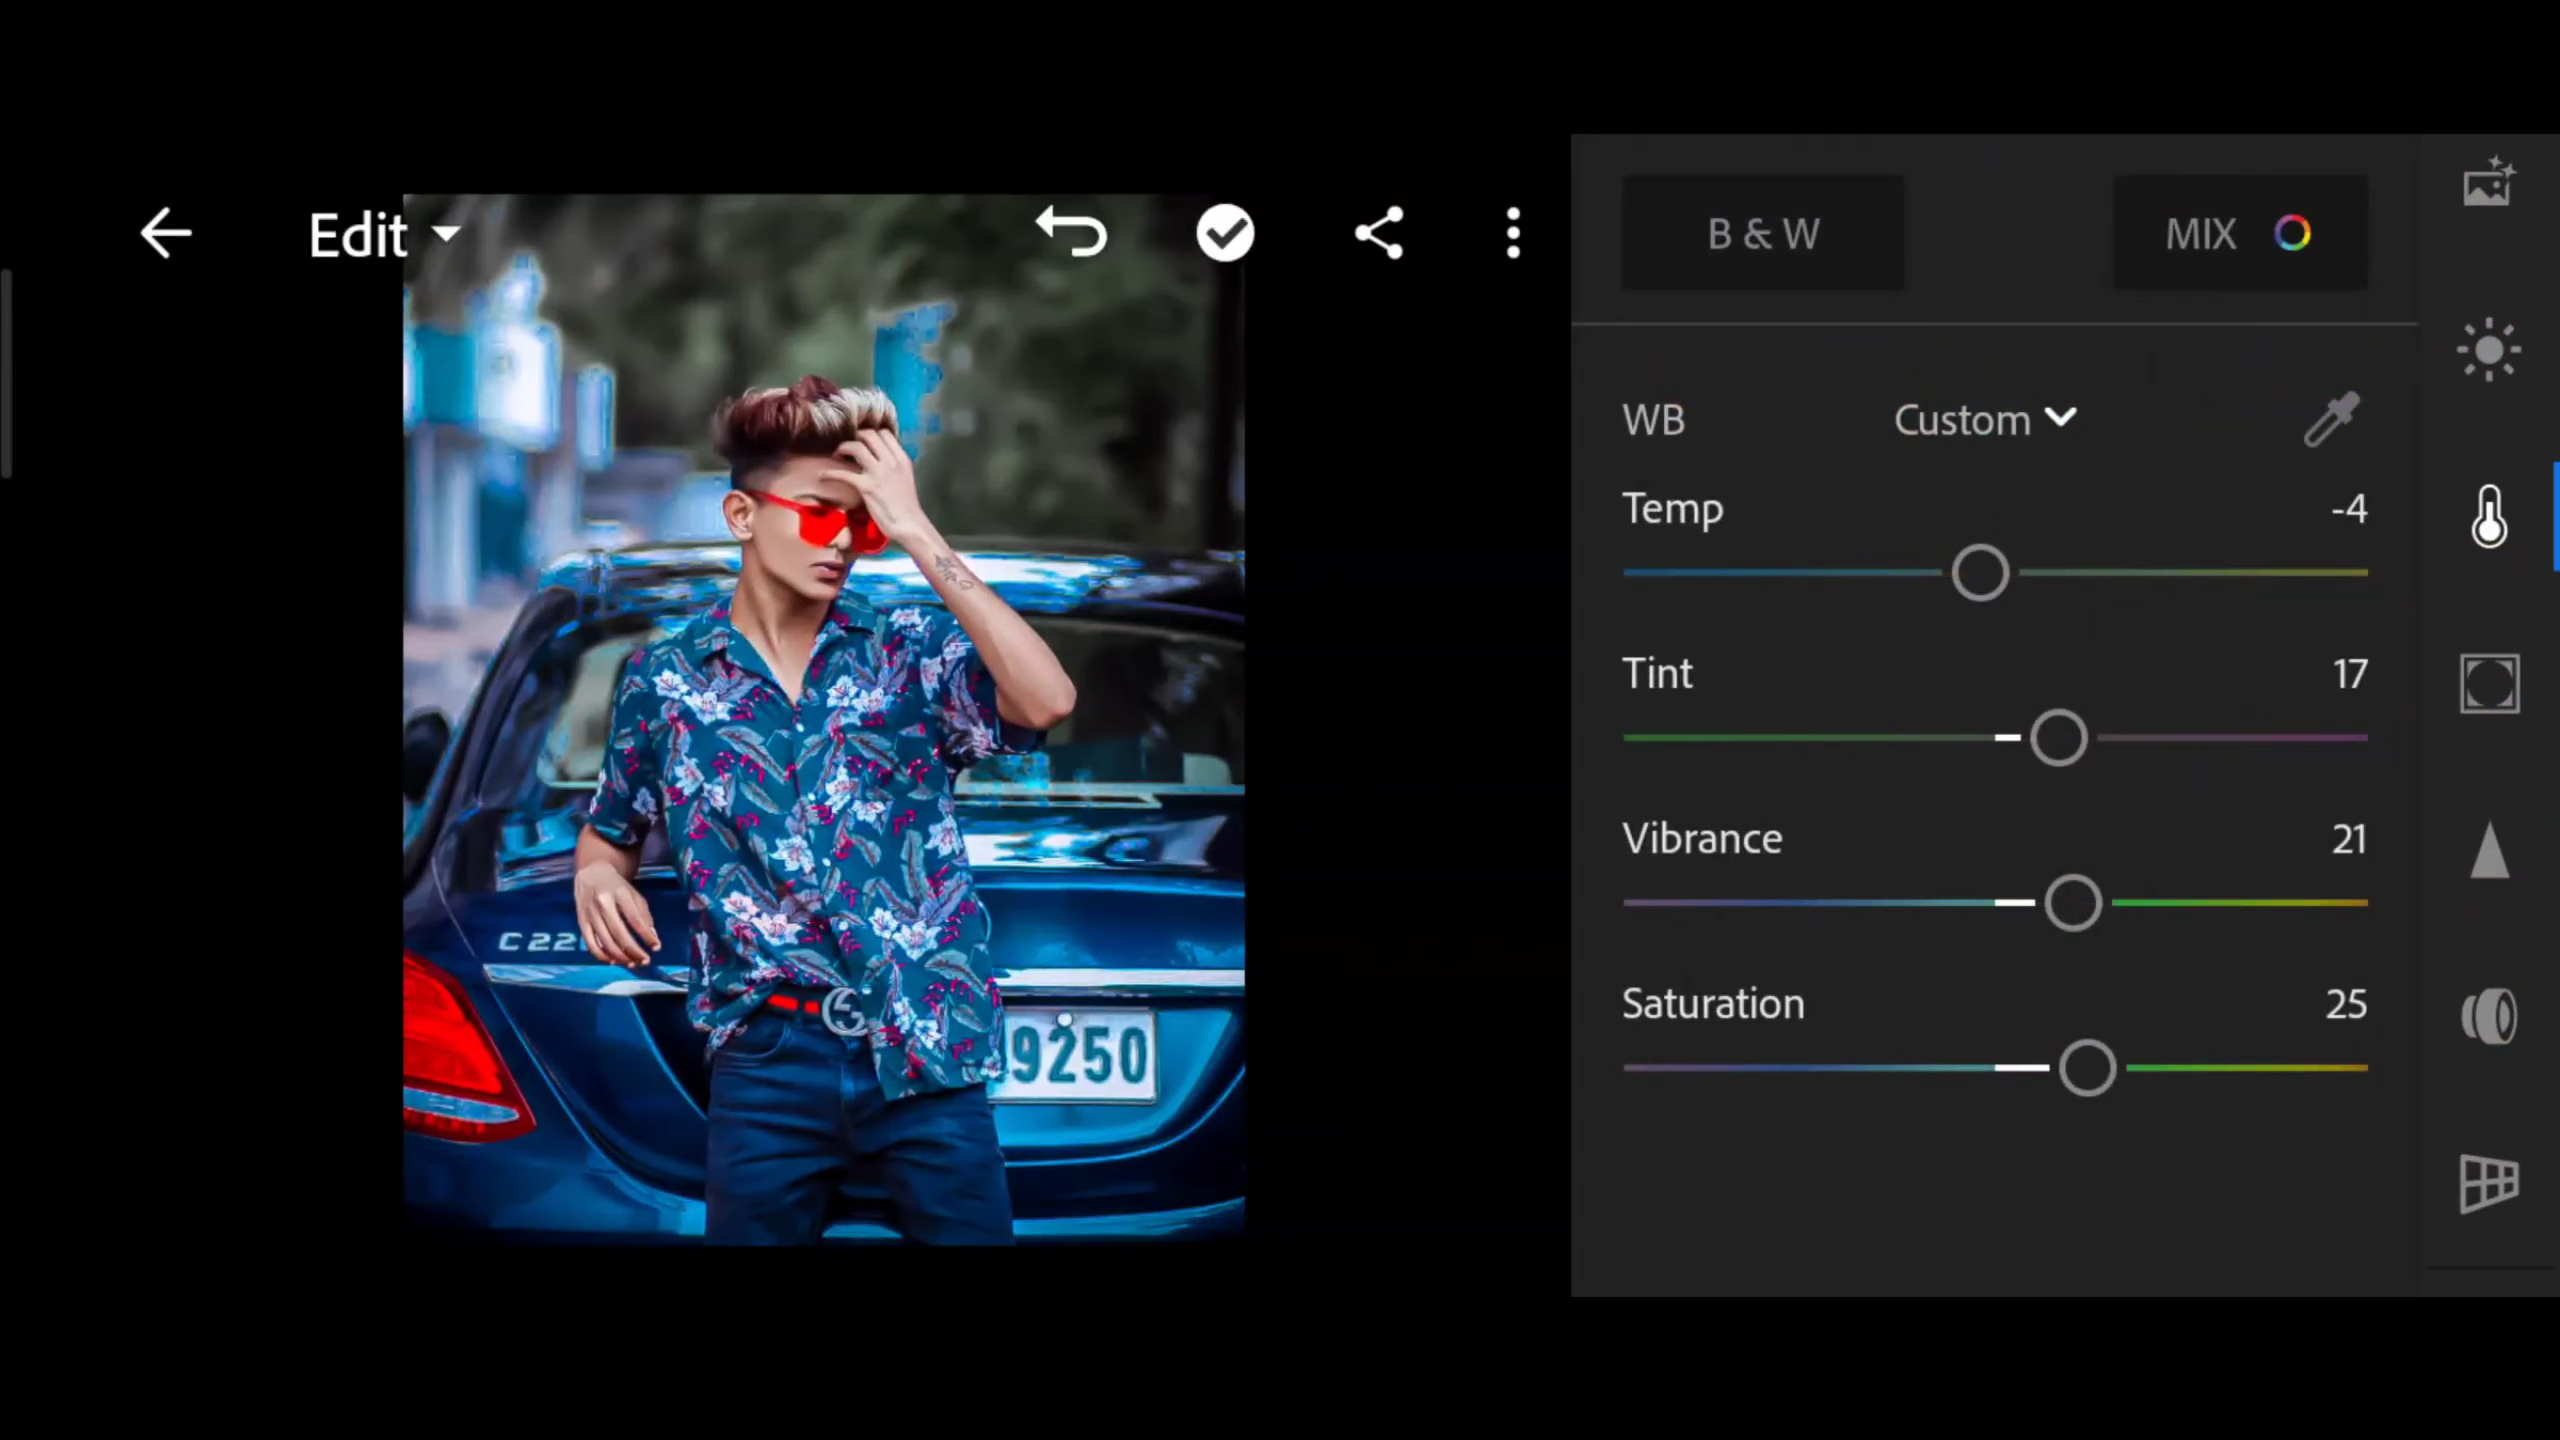 Edit
B & W
MIX
WB
Custom
Temp
-4
Tint
17
Vibrance
21
Saturation
25
C 22
9250